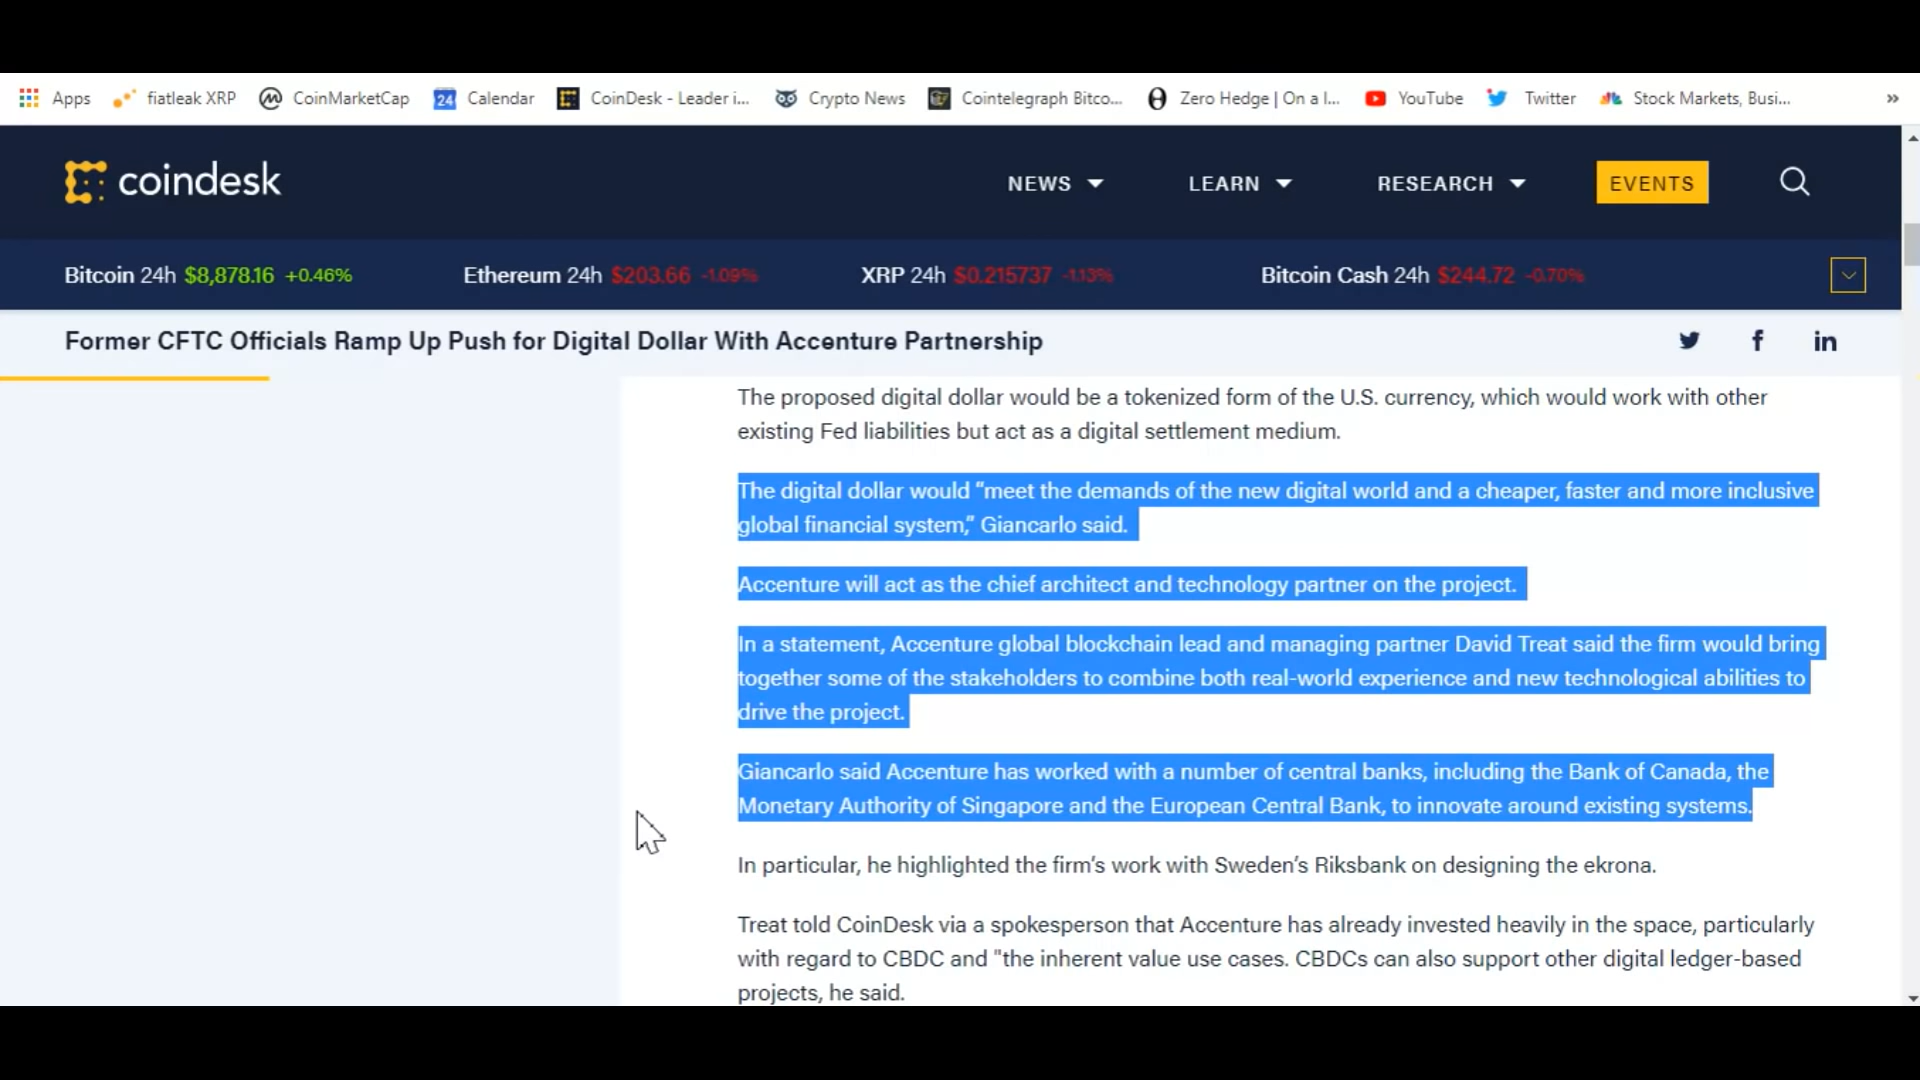 Apps fiatleak XRP CoinMarketCap 24 Calendar CoinDesk - Leader i... Crypto News Cointelegraph Bitco... Zero Hedge | On a l... YouTube Twitter Stock Markets, Busi... »
coindesk NEWS LEARN RESEARCH EVENTS
Bitcoin 24h $8,878.16 +0.46% Ethereum 24h $203.66 -1.09% XRP 24h $0.215737 -1.13% Bitcoin Cash 24h $244.72 -0.70%
Former CFTC Officials Ramp Up Push for Digital Dollar With Accenture Partnership
The proposed digital dollar would be a tokenized form of the U.S. currency, which would work with other
existing Fed liabilities but act as a digital settlement medium.
The digital dollar would “meet the demands of the new digital world and a cheaper, faster and more inclusive
global financial system,” Giancarlo said.
Accenture will act as the chief architect and technology partner on the project.
In a statement, Accenture global blockchain lead and managing partner David Treat said the firm would bring
together some of the stakeholders to combine both real-world experience and new technological abilities to
drive the project.
Giancarlo said Accenture has worked with a number of central banks, including the Bank of Canada, the
Monetary Authority of Singapore and the European Central Bank, to innovate around existing systems.
In particular, he highlighted the firm’s work with Sweden’s Riksbank on designing the ekrona.
Treat told CoinDesk via a spokesperson that Accenture has already invested heavily in the space, particularly
with regard to CBDC and "the inherent value use cases. CBDCs can also support other digital ledger-based
projects, he said.